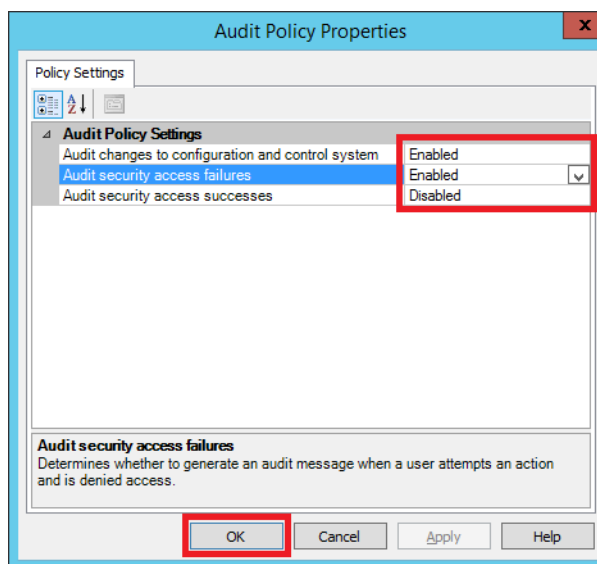 Audit Policy Properties
x
Policy Settings
A
Z
Audit Policy Settings
Audit changes to configuration and control system Enabled
Audit security access failures Enabled
Audit security access successes Disabled
Audit security access failures
Determines whether to generate an audit message when a user attempts an action
and is denied access.
OK Cancel Apply Help